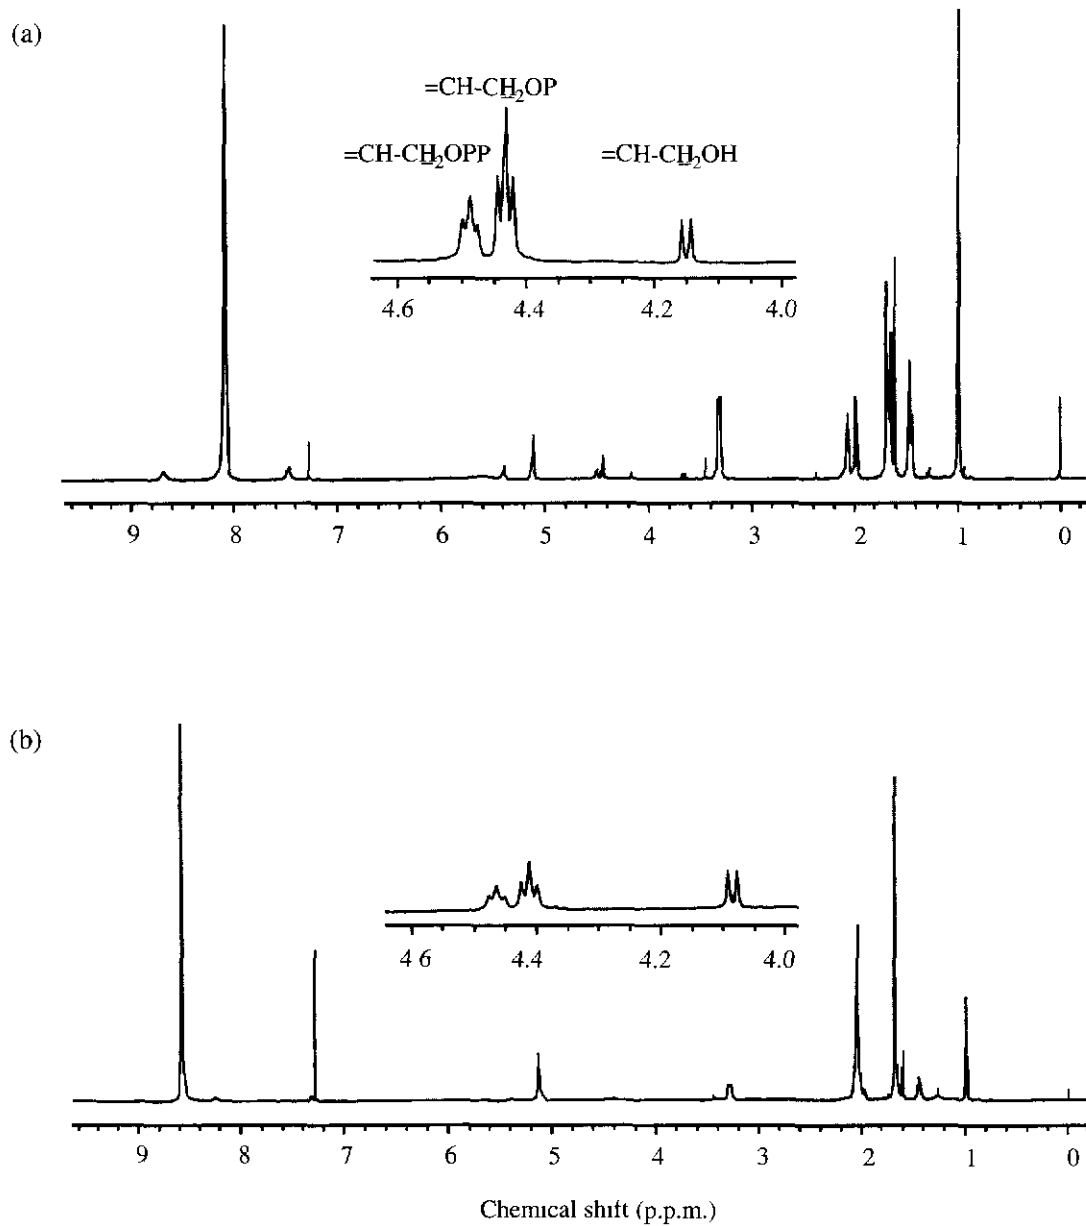 (a)
=CH-CH₂OP
=CH-CH₂OPP
=CH-CH₂OH
4.6 4.4 4.2 4.0
9 8 7 6 5 4 3 2 1 0
(b)
4 6 4.4 4.2 4.0
9 8 7 6 5 4 3 2 1 0
Chemical shift (p.p.m.)